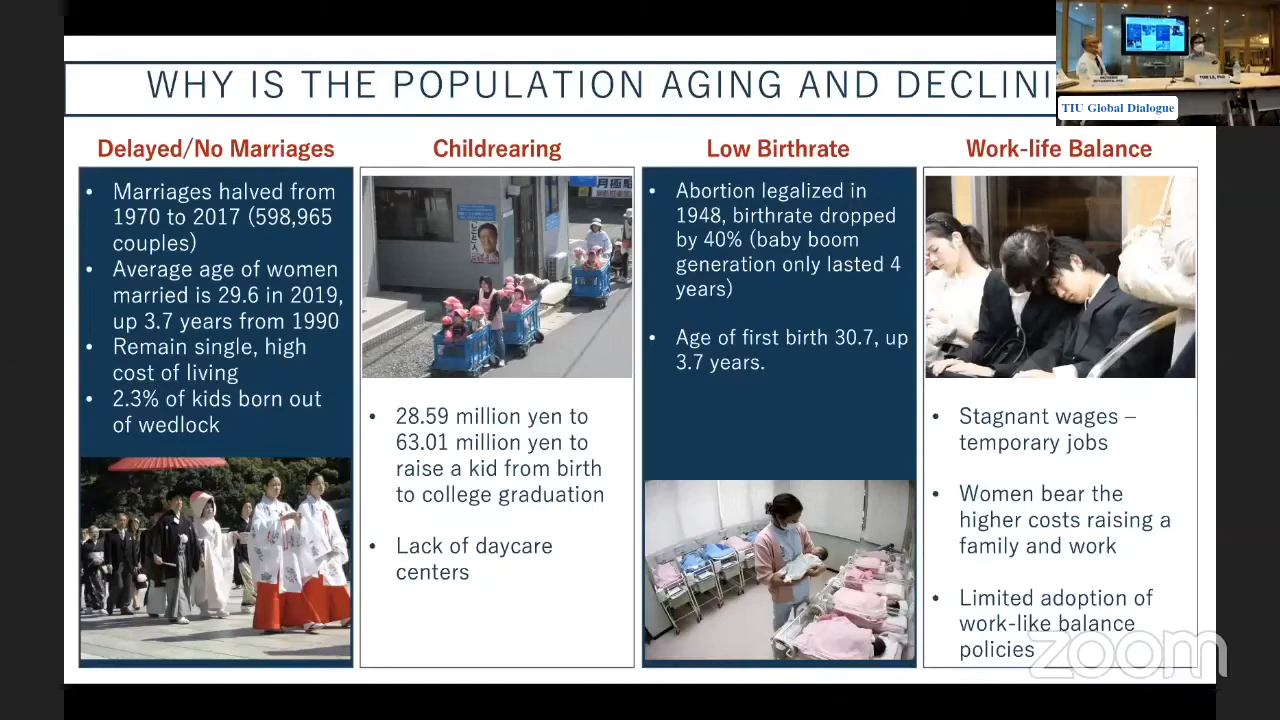 WHY IS THE POPULATION AGING AND DECLINI
TIU Global Dialogue
Delayed/No Marriages
• Marriages halved from
1970 to 2017 (598,965
couples)
• Average age of women
married is 29.6 in 2019,
up 3.7 years from 1990
• Remain single, high
cost of living
• 2.3% of kids born out
of wedlock
Childrearing
• 28.59 million yen to
63.01 million yen to
raise a kid from birth
to college graduation
• Lack of daycare
centers
Low Birthrate
• Abortion legalized in
1948, birthrate dropped
by 40% (baby boom
generation only lasted 4
years)
• Age of first birth 30.7, up
3.7 years.
Work-life Balance
• Stagnant wages –
temporary jobs
• Women bear the
higher costs raising a
family and work
• Limited adoption of
work-like balance
policies
zoom